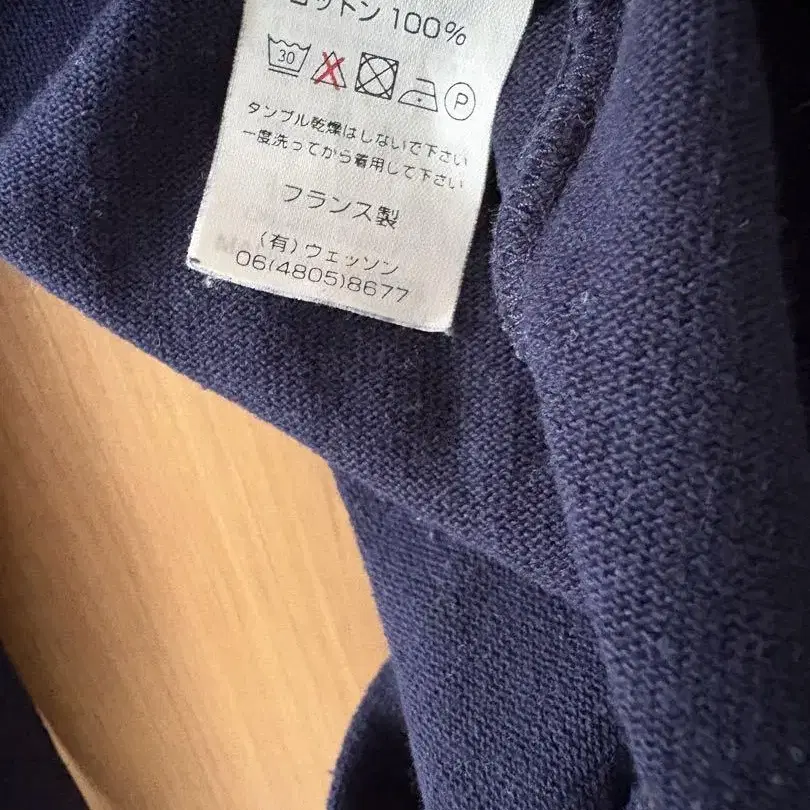 コットン 100%
30
P
タンブル乾燥はしないで下さい
一度洗ってから着用して下さい
フランス製
(有) ウェッソン
06(4805)8677